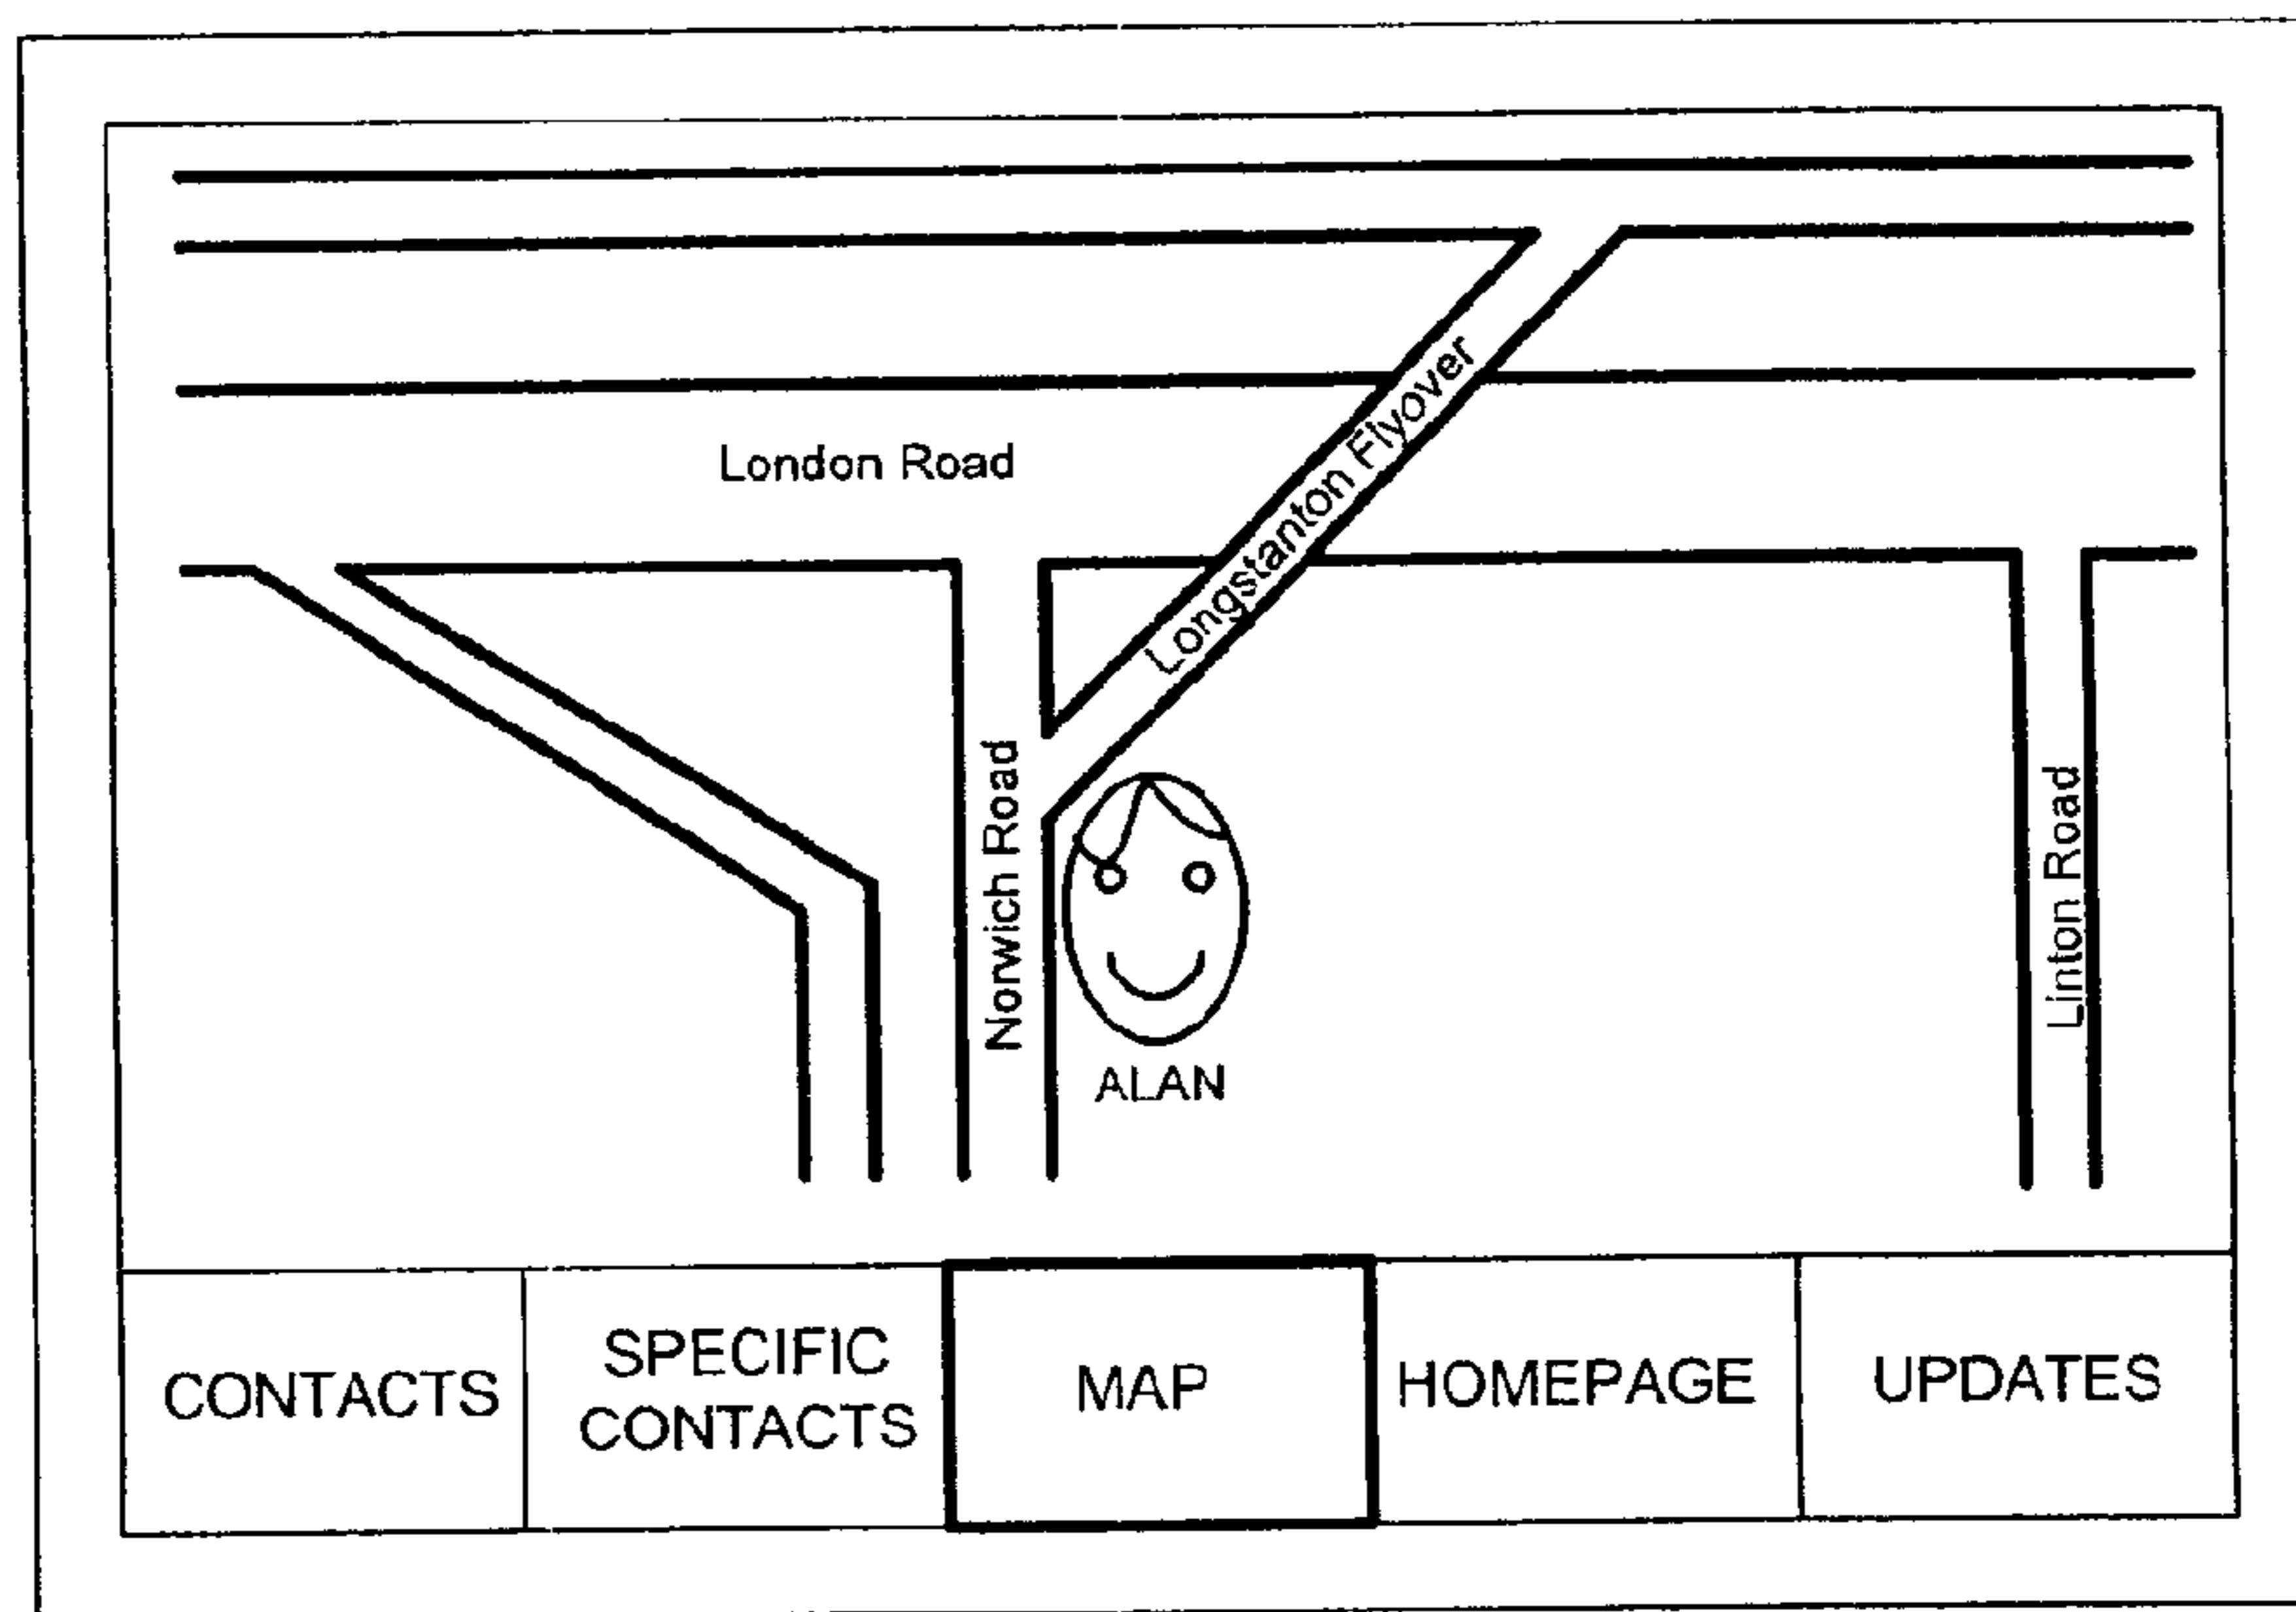 London Road
Longstanton Flyover
Norwich Road
Linton Road
ALAN
CONTACTS
SPECIFIC
CONTACTS
MAP
HOMEPAGE
UPDATES